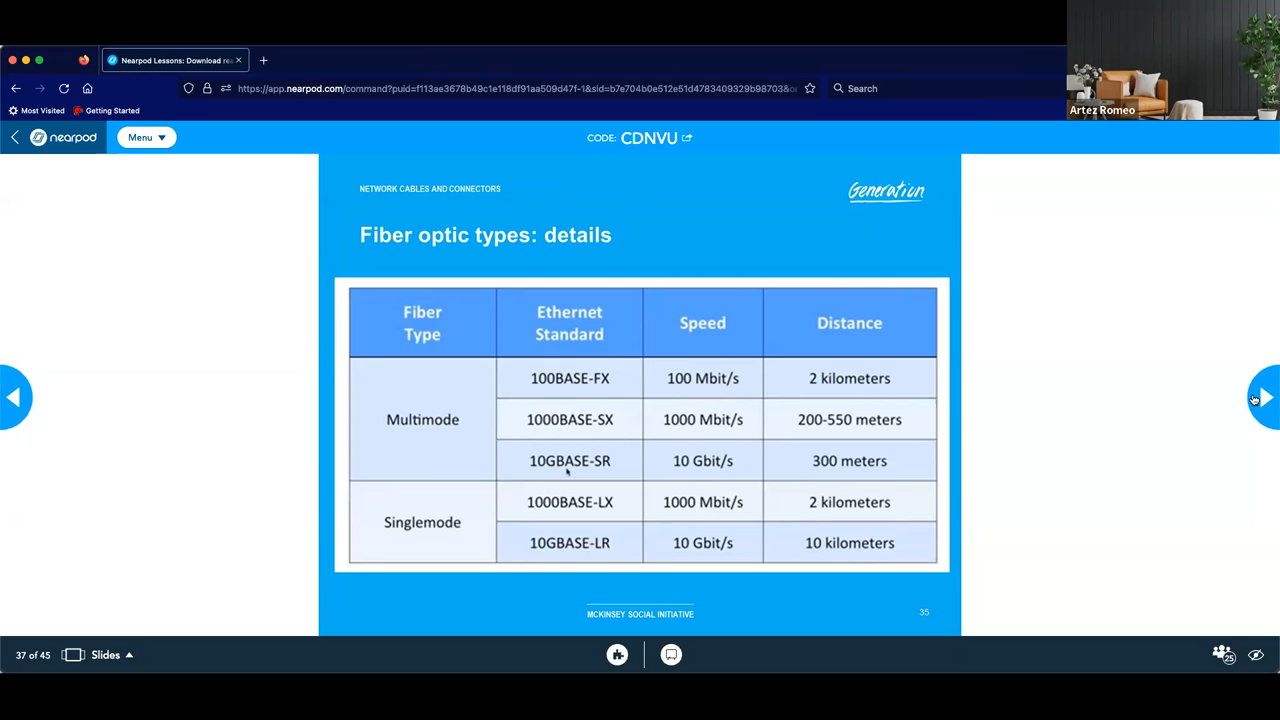 Nearpod Lessons: Download rea
Artez Romeo
https://app.nearpod.com/command?puid=f113ae3678b49c1e118df91aa509d47f-1&sid=b7e704b0e512e51d4783409329b98703&
Search
Most Visited
Getting Started
nearpod
Menu
CODE: CDNVU
NETWORK CABLES AND CONNECTORS
Generation
Fiber optic types: details
Fiber Type
Ethernet Standard
Speed
Distance
Multimode
100BASE-FX
100 Mbit/s
2 kilometers
1000BASE-SX
1000 Mbit/s
200-550 meters
10GBASE-SR
10 Gbit/s
300 meters
Singlemode
1000BASE-LX
1000 Mbit/s
2 kilometers
10GBASE-LR
10 Gbit/s
10 kilometers
MCKINSEY SOCIAL INITIATIVE
35
37 of 45
Slides
25